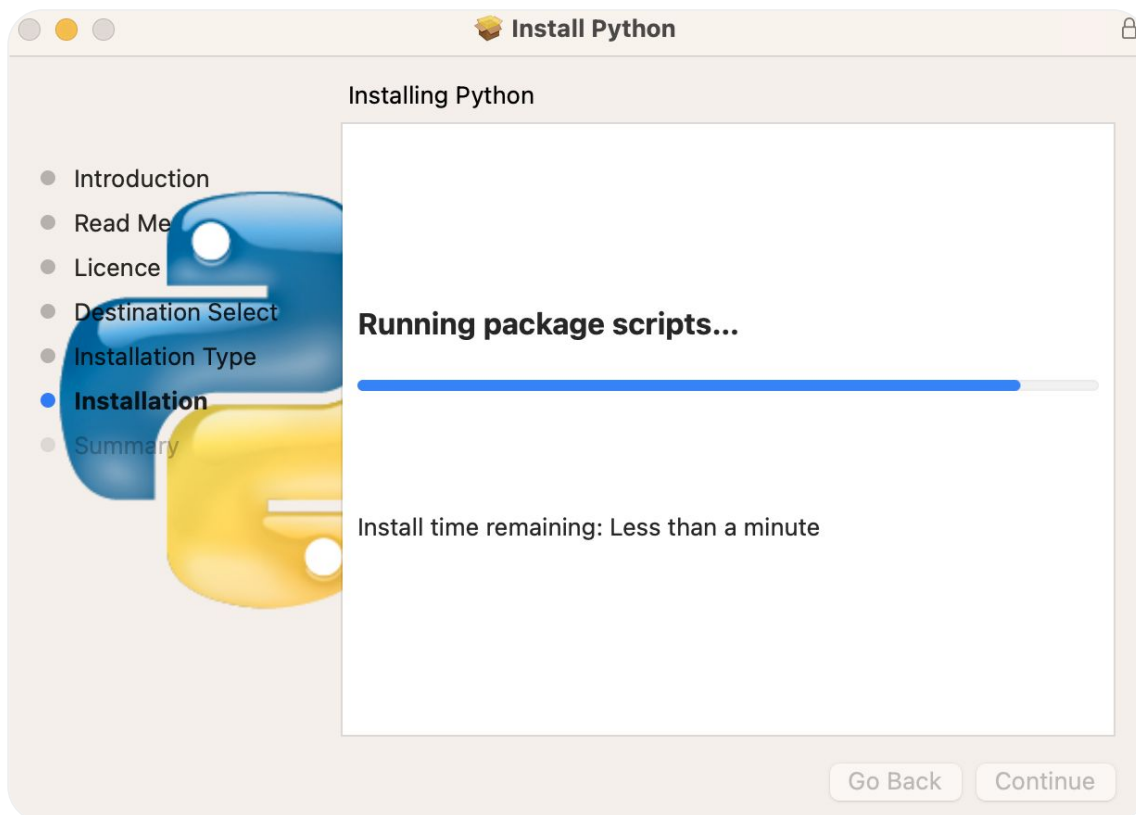 Install Python
Installing Python
Introduction
Read Me
Licence
Destination Select
Installation Type
Installation
Summary
Running package scripts...
Install time remaining: Less than a minute
Go Back
Continue